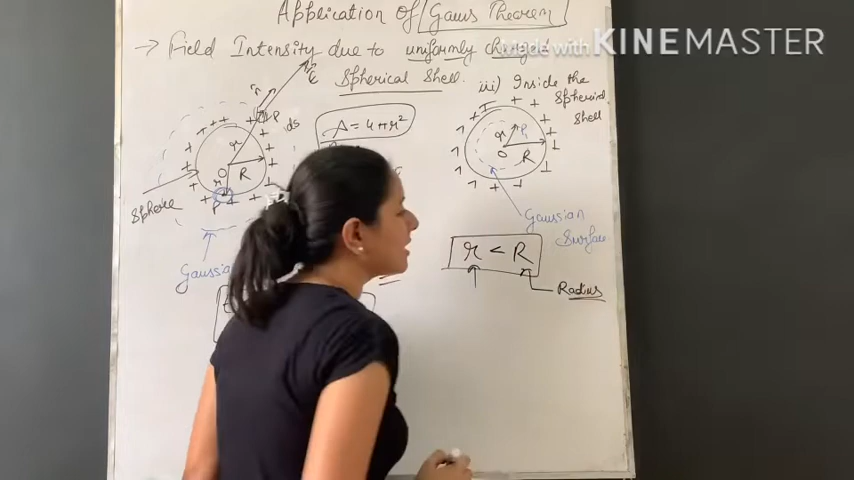 Application of Gauss Theorem
→ Field Intensity due to uniformly charged
Spherical Shell.
Made with KINEMASTER
iii) Inside the
Spherical
Shell
A = 4πr²
r̂
P
ds
r
O
R
P
Sphere
r
P
O
R
Gaussian
Surface
r < R
Radius